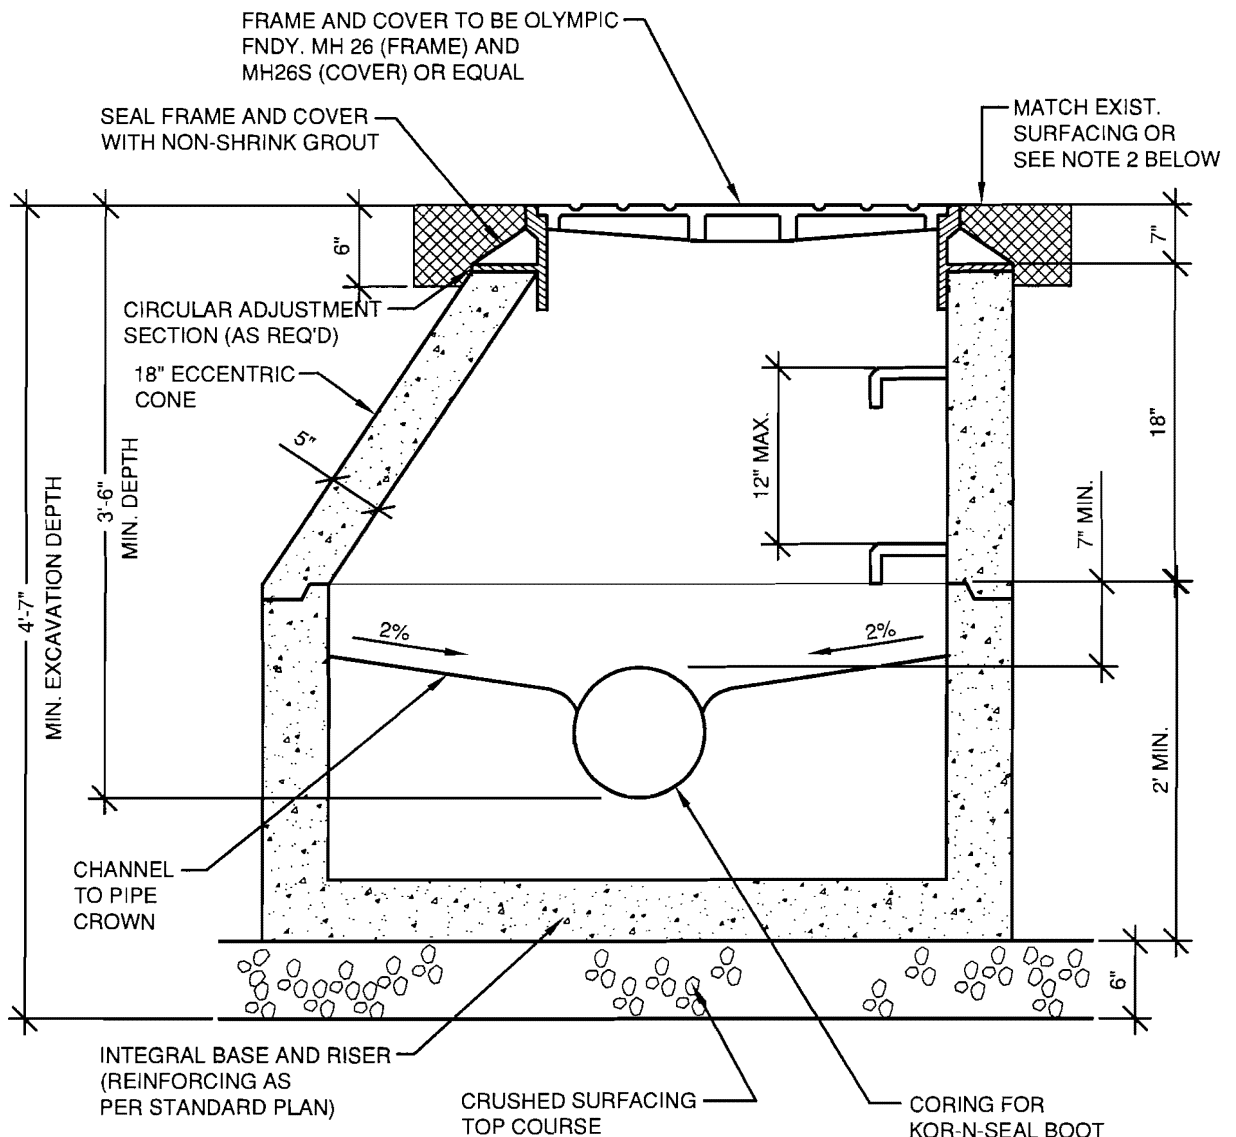 FRAME AND COVER TO BE OLYMPIC
FNDY. MH 26 (FRAME) AND
MH26S (COVER) OR EQUAL
SEAL FRAME AND COVER
WITH NON-SHRINK GROUT
MATCH EXIST.
SURFACING OR
SEE NOTE 2 BELOW
6"
7"
CIRCULAR ADJUSTMENT
SECTION (AS REQ'D)
18" ECCENTRIC
CONE
5"
12" MAX.
18"
7" MIN.
3'-6"
MIN. DEPTH
4'-7"
MIN. EXCAVATION DEPTH
2%
2%
2' MIN.
CHANNEL
TO PIPE
CROWN
6"
INTEGRAL BASE AND RISER
(REINFORCING AS
PER STANDARD PLAN)
CRUSHED SURFACING
TOP COURSE
CORING FOR
KOR-N-SEAL BOOT